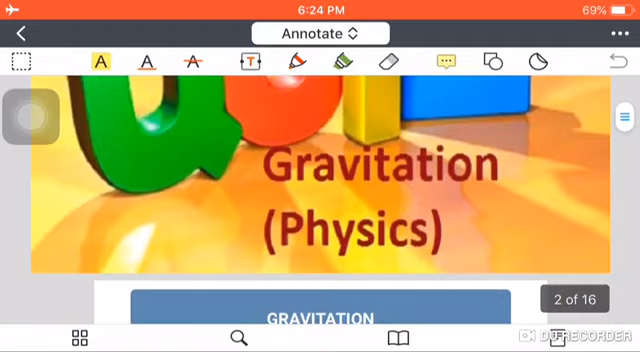 6:24 PM
69%
Annotate
A A A T
Gravitation
(Physics)
2 of 16
GRAVITATION
DU RECORDER